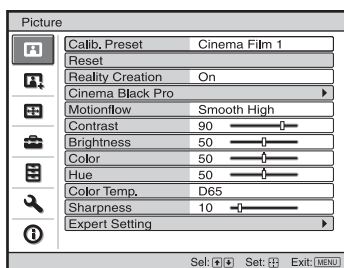 Picture
Calib. Preset Cinema Film 1
Reset
Reality Creation On
Cinema Black Pro
Motionflow Smooth High
Contrast 90
Brightness 50
Color 50
Hue 50
Color Temp. D65
Sharpness 10
Expert Setting
Sel: Set: Exit: MENU